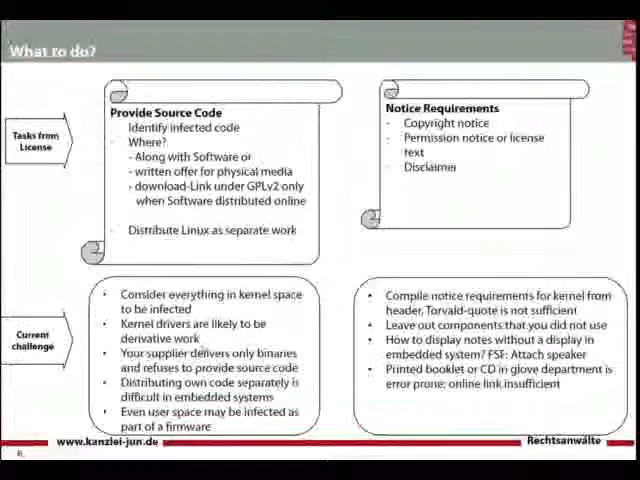 What to do?
Tasks from
License
Provide Source Code
Identify infected code
- Where?
- Along with Software or
- written offer for physical media
- download-Link under GPLv2 only
when Software distributed online
- Distribute Linux as separate work
Notice Requirements
- Copyright notice
- Permission notice or license
text
- Disclaimer
Current
challenge
• Consider everything in kernel space
to be infected
• Kernel drivers are likely to be
derivative work
• Your supplier delivers only binaries
and refuses to provide source code
• Distributing own code separately is
difficult in embedded systems
• Even user space may be infected as
part of a firmware
• Compile notice requirements for kernel from
header, Torvald-quote is not sufficient
• Leave out components that you did not use
• How to display notes without a display in
embedded system? FSF: Attach speaker
• Printed booklet or CD in glove department is
error prone; online link insufficient
www.kanzlei-jun.de
Rechtsanwälte